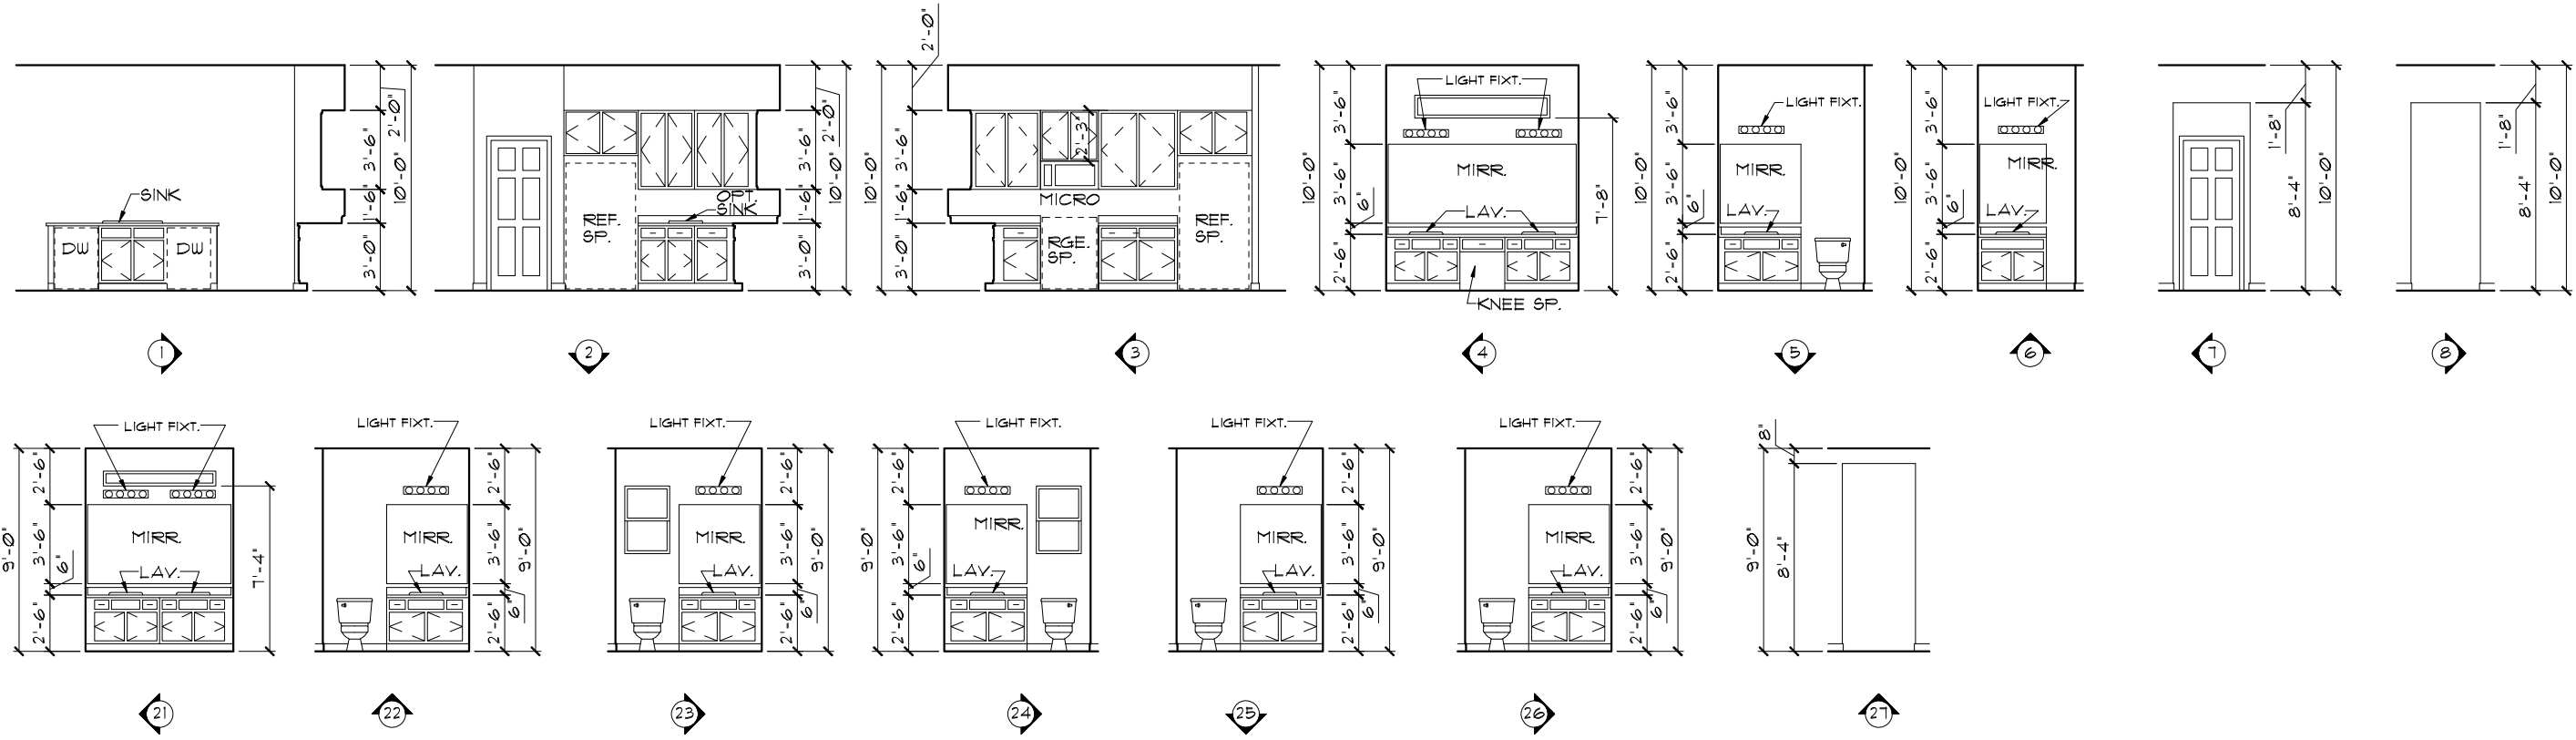 SINK
DW
DW
2'-0"
3'-6"
1'-6"
3'-0"
10'-0"
1
REF.
SP.
OPT.
SINK
2'-0"
3'-6"
1'-6"
3'-0"
10'-0"
2
2'-0"
10'-0"
3'-6"
1'-6"
3'-0"
2'-3"
MICRO
RGE.
SP.
REF.
SP.
3
10'-0"
3'-6"
3'-6"
6"
2'-6"
LIGHT FIXT.
MIRR.
LAV.
KNEE SP.
7'-8"
4
10'-0"
3'-6"
3'-6"
6"
2'-6"
LIGHT FIXT.
MIRR.
LAV.
5
10'-0"
3'-6"
3'-6"
6"
2'-6"
LIGHT FIXT.
MIRR.
LAV.
6
1'-8"
8'-4"
10'-0"
7
1'-8"
8'-4"
10'-0"
8
9'-0"
2'-6"
3'-6"
6"
2'-6"
LIGHT FIXT.
MIRR.
LAV.
7'-4"
21
LIGHT FIXT.
MIRR.
LAV.
2'-6"
3'-6"
6"
2'-6"
9'-0"
22
LIGHT FIXT.
MIRR.
LAV.
2'-6"
3'-6"
6"
2'-6"
9'-0"
23
9'-0"
2'-6"
3'-6"
6"
2'-6"
LIGHT FIXT.
MIRR.
LAV.
24
LIGHT FIXT.
MIRR.
LAV.
2'-6"
3'-6"
6"
2'-6"
9'-0"
25
LIGHT FIXT.
MIRR.
LAV.
2'-6"
3'-6"
6"
2'-6"
9'-0"
26
8"
9'-0"
8'-4"
27